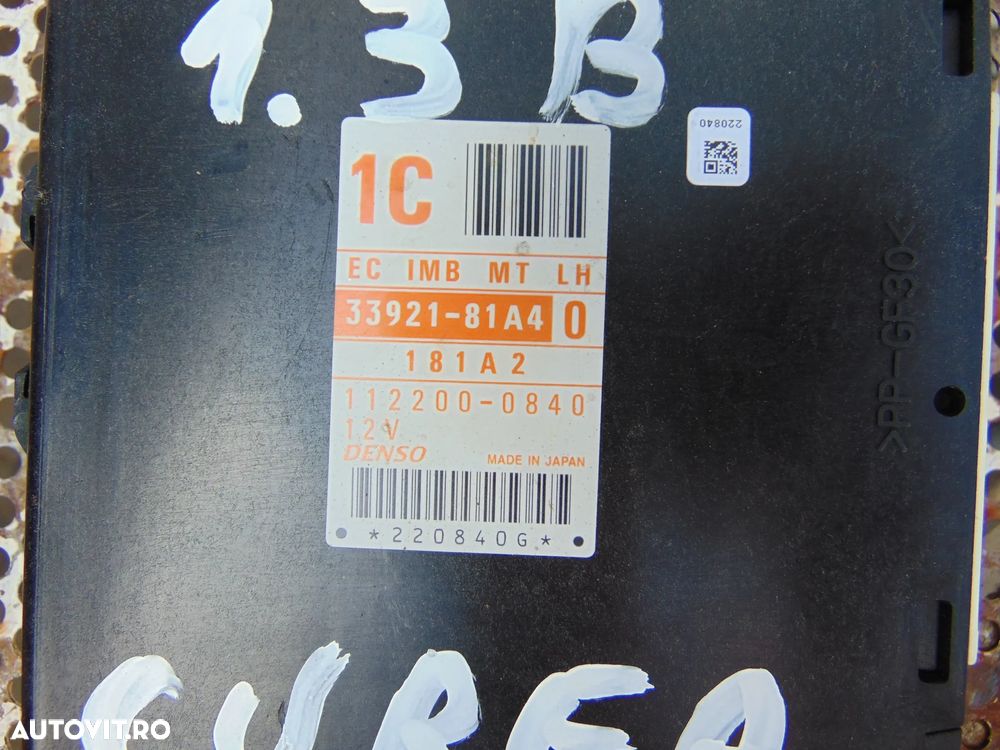 1.3 B
220840
1C
EC IMB MT LH
33921-81A4 0
181A2
112200-0840
12V
DENSO MADE IN JAPAN
*220840G*
>PP-GF30<
AUTOVIT.RO